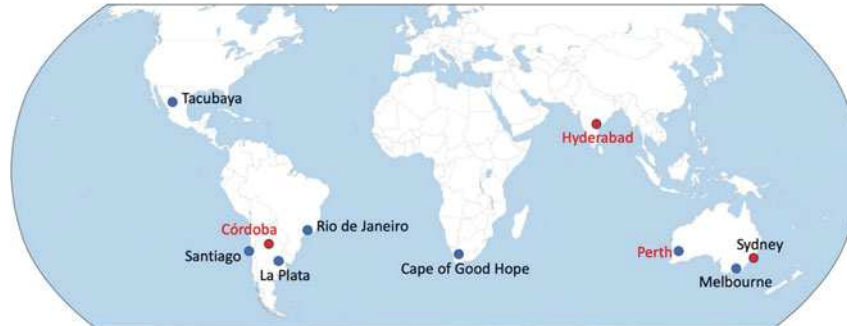 Tacubaya
Hyderabad
Córdoba
Rio de Janeiro
Santiago
La Plata
Cape of Good Hope
Perth
Sydney
Melbourne